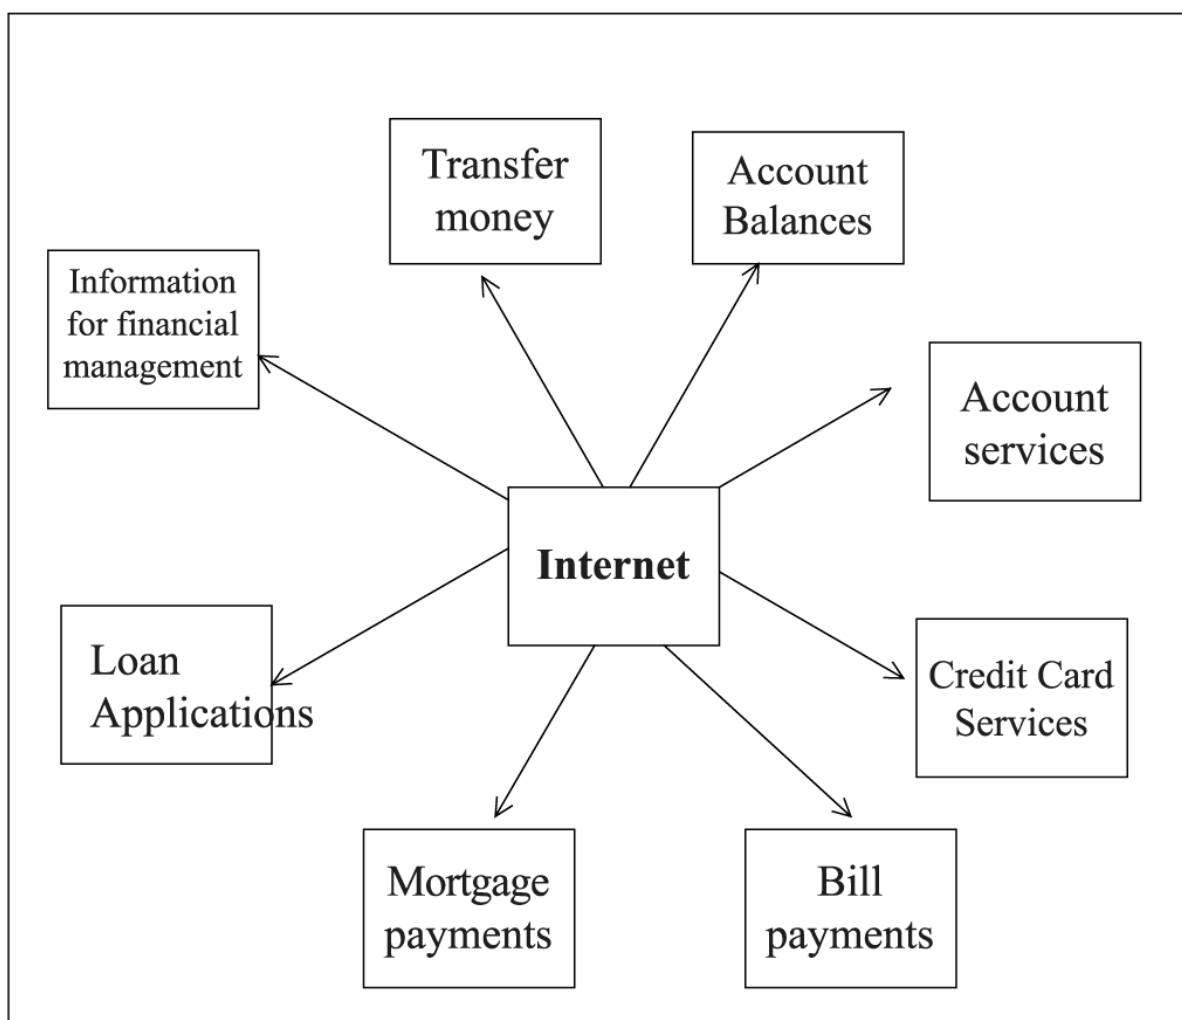 Transfer
money
Account
Balances
Information
for financial
management
Account
services
Internet
Loan
Applications
Credit Card
Services
Mortgage
payments
Bill
payments